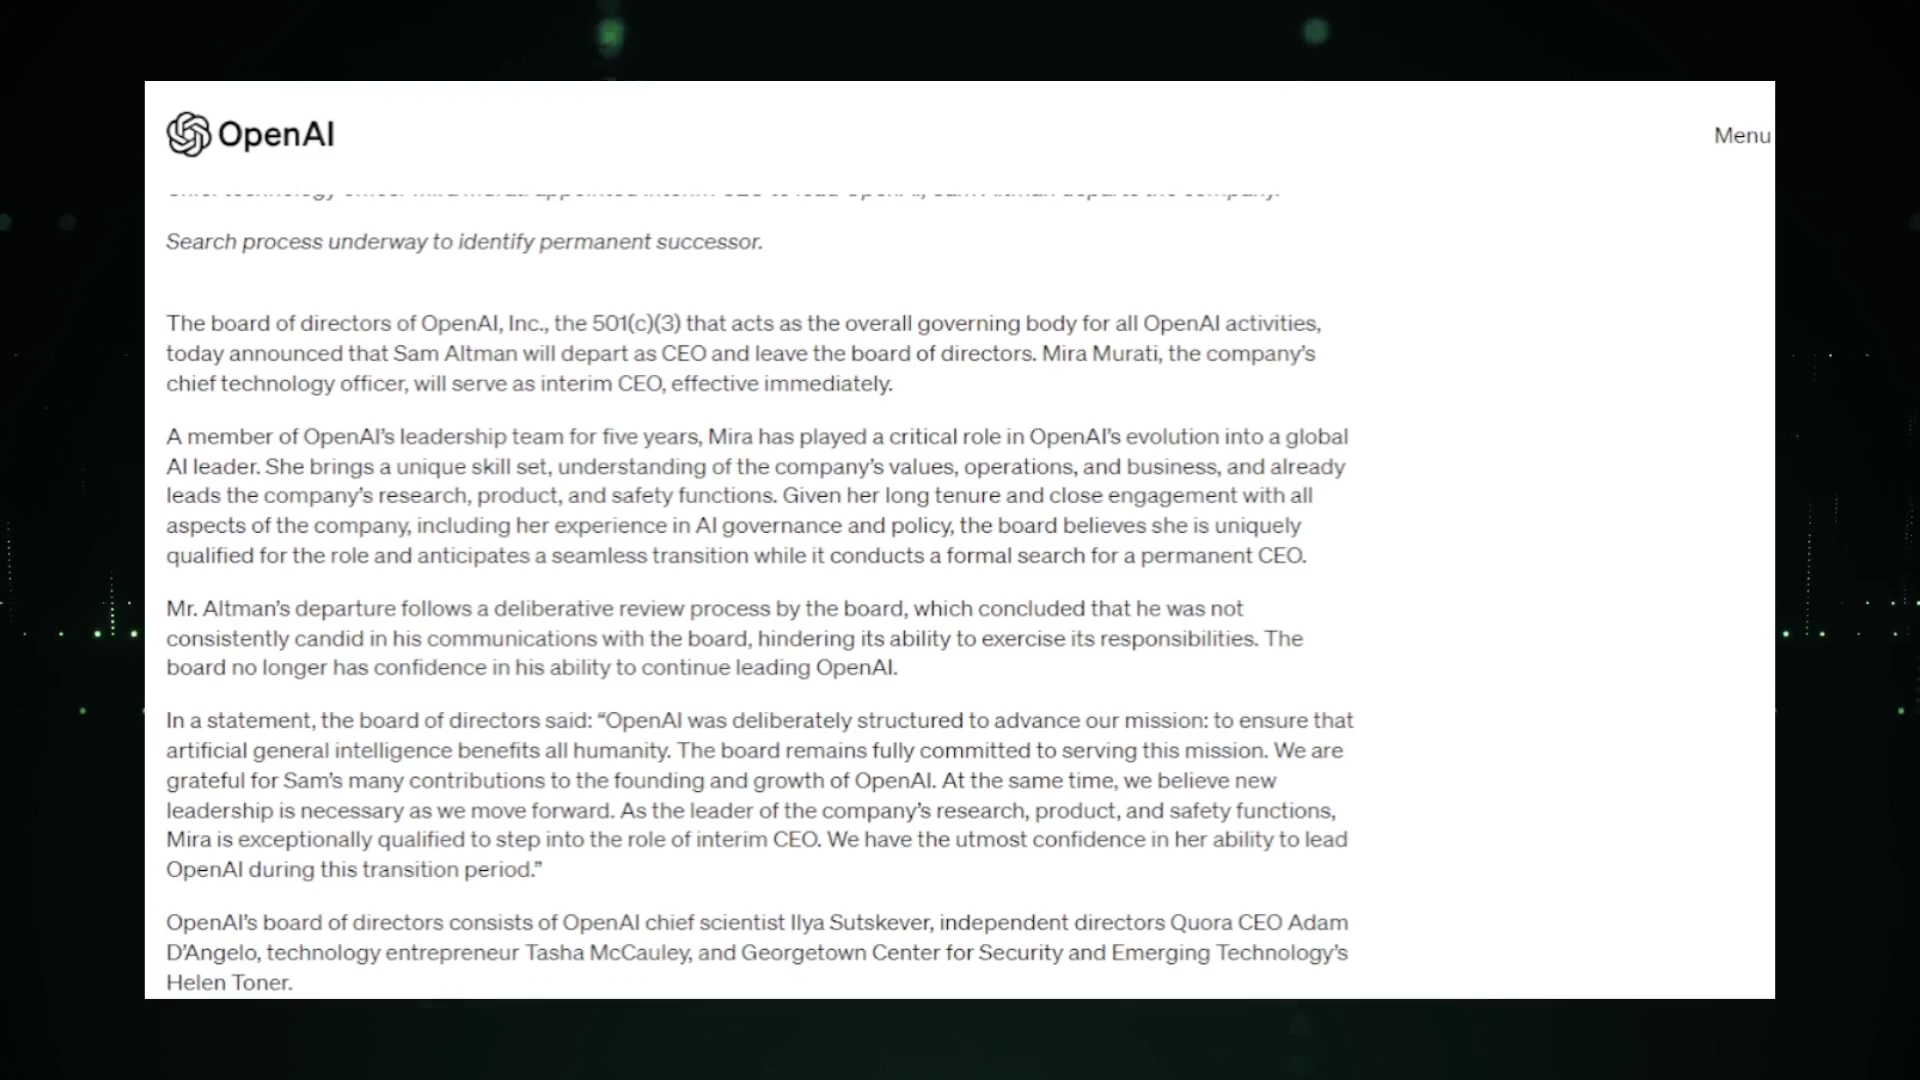 OpenAI
Menu
Chief technology officer Mira Murati appointed interim CEO to lead OpenAI; Sam Altman departs the company.
Search process underway to identify permanent successor.
The board of directors of OpenAI, Inc., the 501(c)(3) that acts as the overall governing body for all OpenAI activities,
today announced that Sam Altman will depart as CEO and leave the board of directors. Mira Murati, the company’s
chief technology officer, will serve as interim CEO, effective immediately.
A member of OpenAI’s leadership team for five years, Mira has played a critical role in OpenAI’s evolution into a global
AI leader. She brings a unique skill set, understanding of the company’s values, operations, and business, and already
leads the company’s research, product, and safety functions. Given her long tenure and close engagement with all
aspects of the company, including her experience in AI governance and policy, the board believes she is uniquely
qualified for the role and anticipates a seamless transition while it conducts a formal search for a permanent CEO.
Mr. Altman’s departure follows a deliberative review process by the board, which concluded that he was not
consistently candid in his communications with the board, hindering its ability to exercise its responsibilities. The
board no longer has confidence in his ability to continue leading OpenAI.
In a statement, the board of directors said: “OpenAI was deliberately structured to advance our mission: to ensure that
artificial general intelligence benefits all humanity. The board remains fully committed to serving this mission. We are
grateful for Sam’s many contributions to the founding and growth of OpenAI. At the same time, we believe new
leadership is necessary as we move forward. As the leader of the company’s research, product, and safety functions,
Mira is exceptionally qualified to step into the role of interim CEO. We have the utmost confidence in her ability to lead
OpenAI during this transition period.”
OpenAI’s board of directors consists of OpenAI chief scientist Ilya Sutskever, independent directors Quora CEO Adam
D’Angelo, technology entrepreneur Tasha McCauley, and Georgetown Center for Security and Emerging Technology’s
Helen Toner.